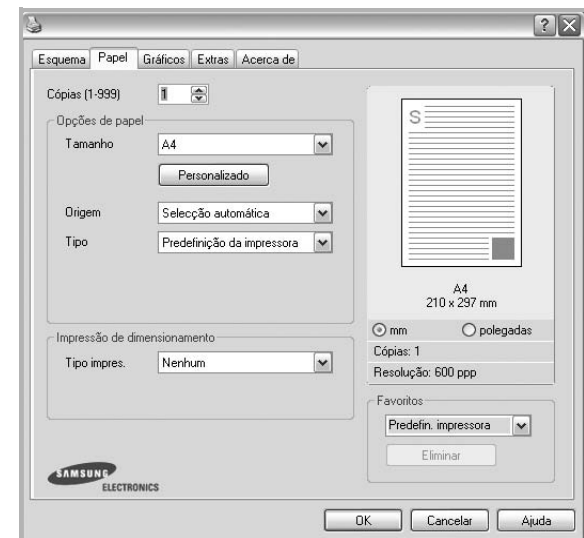 Esquema Papel Gráficos Extras Acerca de
Cópias (1-999) 1
Opções de papel
Tamanho A4
Personalizado
Origem Selecção automática
Tipo Predefinição da impressora
Impressão de dimensionamento
Tipo impres. Nenhum
SAMSUNG
ELECTRONICS
S
A4
210 x 297 mm
mm polegadas
Cópias: 1
Resolução: 600 ppp
Favoritos
Predefin. impressora
Eliminar
OK Cancelar Ajuda